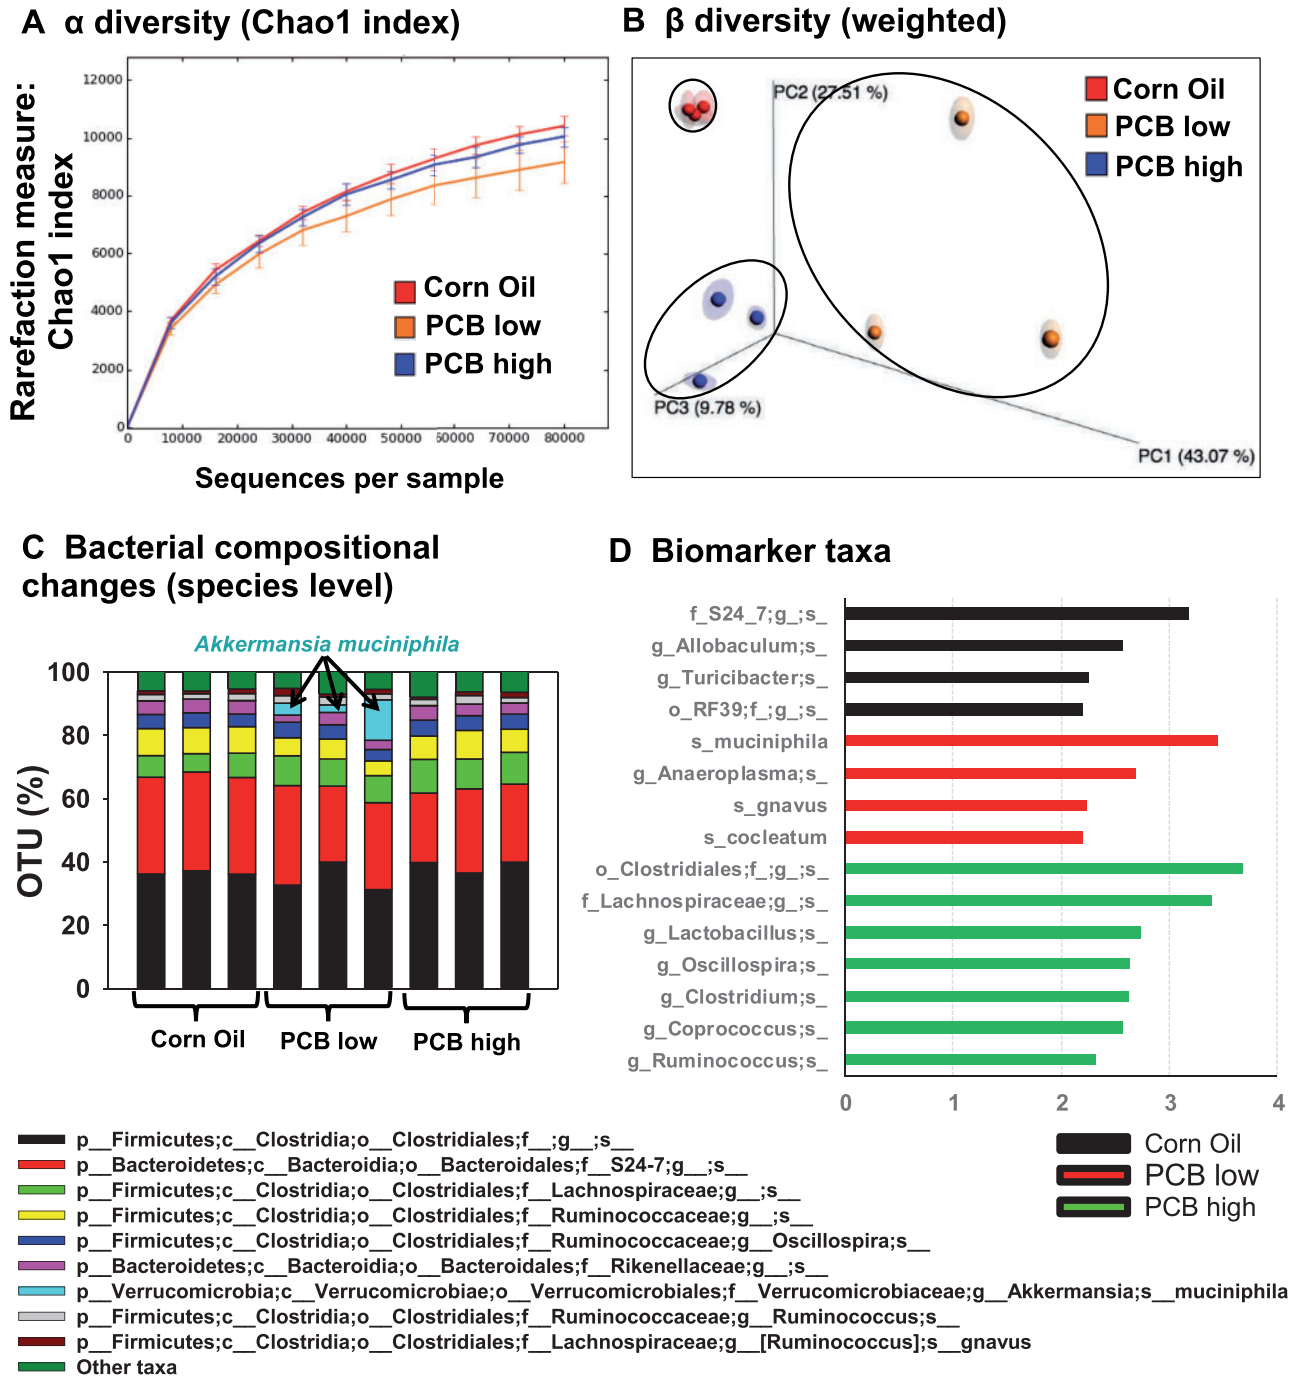 A α diversity (Chao1 index)
Rarefaction measure:
Chao1 index
12000
10000
8000
6000
4000
2000
0
0 10000 20000 30000 40000 50000 60000 70000 80000
Sequences per sample
Corn Oil
PCB low
PCB high
B β diversity (weighted)
PC2 (27.51 %)
Corn Oil
PCB low
PCB high
PC3 (9.78 %)
PC1 (43.07 %)
C Bacterial compositional
changes (species level)
Akkermansia muciniphila
OTU (%)
100
80
60
40
20
0
Corn Oil
PCB low
PCB high
D Biomarker taxa
f_S24_7;g_;s_
g_Allobaculum;s_
g_Turicibacter;s_
o_RF39;f_;g_;s_
s_muciniphila
g_Anaeroplasma;s_
s_gnavus
s_cocleatum
o_Clostridiales;f_;g_;s_
f_Lachnospiraceae;g_;s_
g_Lactobacillus;s_
g_Oscillospira;s_
g_Clostridium;s_
g_Coprococcus;s_
g_Ruminococcus;s_
0 1 2 3 4
Corn Oil
PCB low
PCB high
p__Firmicutes;c__Clostridia;o__Clostridiales;f__;g__;s__
p__Bacteroidetes;c__Bacteroidia;o__Bacteroidales;f__S24-7;g__;s__
p__Firmicutes;c__Clostridia;o__Clostridiales;f__Lachnospiraceae;g__;s__
p__Firmicutes;c__Clostridia;o__Clostridiales;f__Ruminococcaceae;g__;s__
p__Firmicutes;c__Clostridia;o__Clostridiales;f__Ruminococcaceae;g__Oscillospira;s__
p__Bacteroidetes;c__Bacteroidia;o__Bacteroidales;f__Rikenellaceae;g__;s__
p__Verrucomicrobia;c__Verrucomicrobiae;o__Verrucomicrobiales;f__Verrucomicrobiaceae;g__Akkermansia;s__muciniphila
p__Firmicutes;c__Clostridia;o__Clostridiales;f__Ruminococcaceae;g__Ruminococcus;s__
p__Firmicutes;c__Clostridia;o__Clostridiales;f__Lachnospiraceae;g__[Ruminococcus];s__gnavus
Other taxa